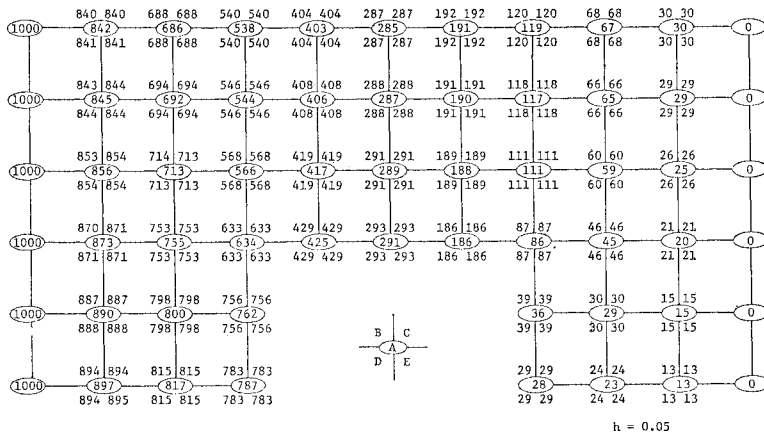 840 840 688 688 540 540 404 404 287 287 192 192 120 120 68 68 30 30
1000 842 686 538 403 285 191 119 67 30 0
841 841 688 688 540 540 404 404 287 287 192 192 120 120 68 68 30 30
843 844 694 694 546 546 408 408 288 288 191 191 118 118 66 66 29 29
1000 845 692 544 406 287 190 117 65 29 0
844 844 694 694 546 546 408 408 288 288 191 191 118 118 66 66 29 29
853 854 714 713 568 568 419 419 291 291 189 189 111 111 60 60 26 26
1000 856 713 566 417 289 188 111 59 25 0
854 854 713 713 568 568 419 419 291 291 189 189 111 111 60 60 26 26
870 871 753 753 633 633 429 429 293 293 186 186 87 87 46 46 21 21
1000 873 755 634 425 291 186 86 45 20 0
871 871 753 753 633 633 429 429 293 293 186 186 87 87 46 46 21 21
887 887 798 798 756 756 39 39 30 30 15 15
1000 890 800 762 36 29 15 0
888 888 798 798 756 756 39 39 30 30 15 15
B C
A
D E
894 894 815 815 783 783 29 29 24 24 13 13
1000 897 817 787 28 23 13 0
894 895 815 815 783 783 29 29 24 24 13 13
h = 0.05